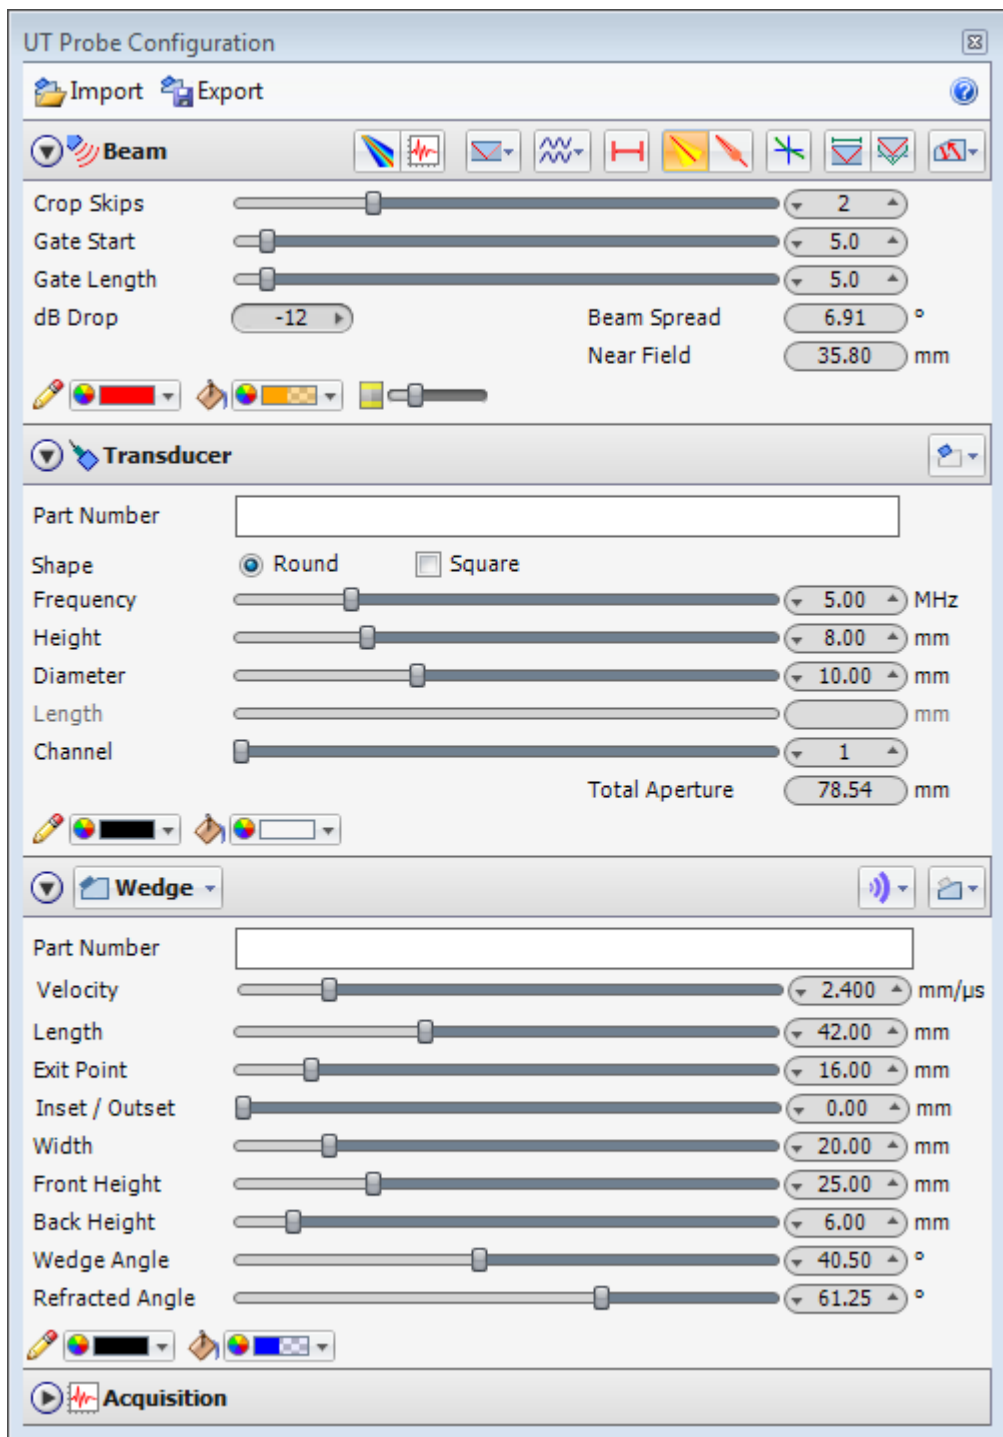 UT Probe Configuration
Import Export
Beam
Crop Skips 2
Gate Start 5.0
Gate Length 5.0
dB Drop -12 Beam Spread 6.91 °
Near Field 35.80 mm
Transducer
Part Number
Shape Round Square
Frequency 5.00 MHz
Height 8.00 mm
Diameter 10.00 mm
Length mm
Channel 1
Total Aperture 78.54 mm
Wedge
Part Number
Velocity 2.400 mm/µs
Length 42.00 mm
Exit Point 16.00 mm
Inset / Outset 0.00 mm
Width 20.00 mm
Front Height 25.00 mm
Back Height 6.00 mm
Wedge Angle 40.50 °
Refracted Angle 61.25 °
Acquisition